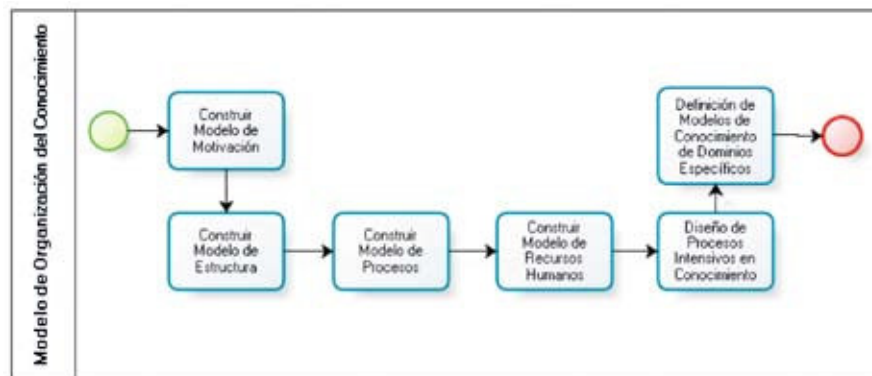 Modelo de Organización del Conocimiento
Construir
Modelo de
Motivación
Construir
Modelo de
Estructura
Construir
Modelo de
Procesos
Construir
Modelo de
Recursos
Humanos
Diseño de
Procesos
Intensivos en
Conocimiento
Definición de
Modelos de
Conocimiento
de Dominios
Específicos